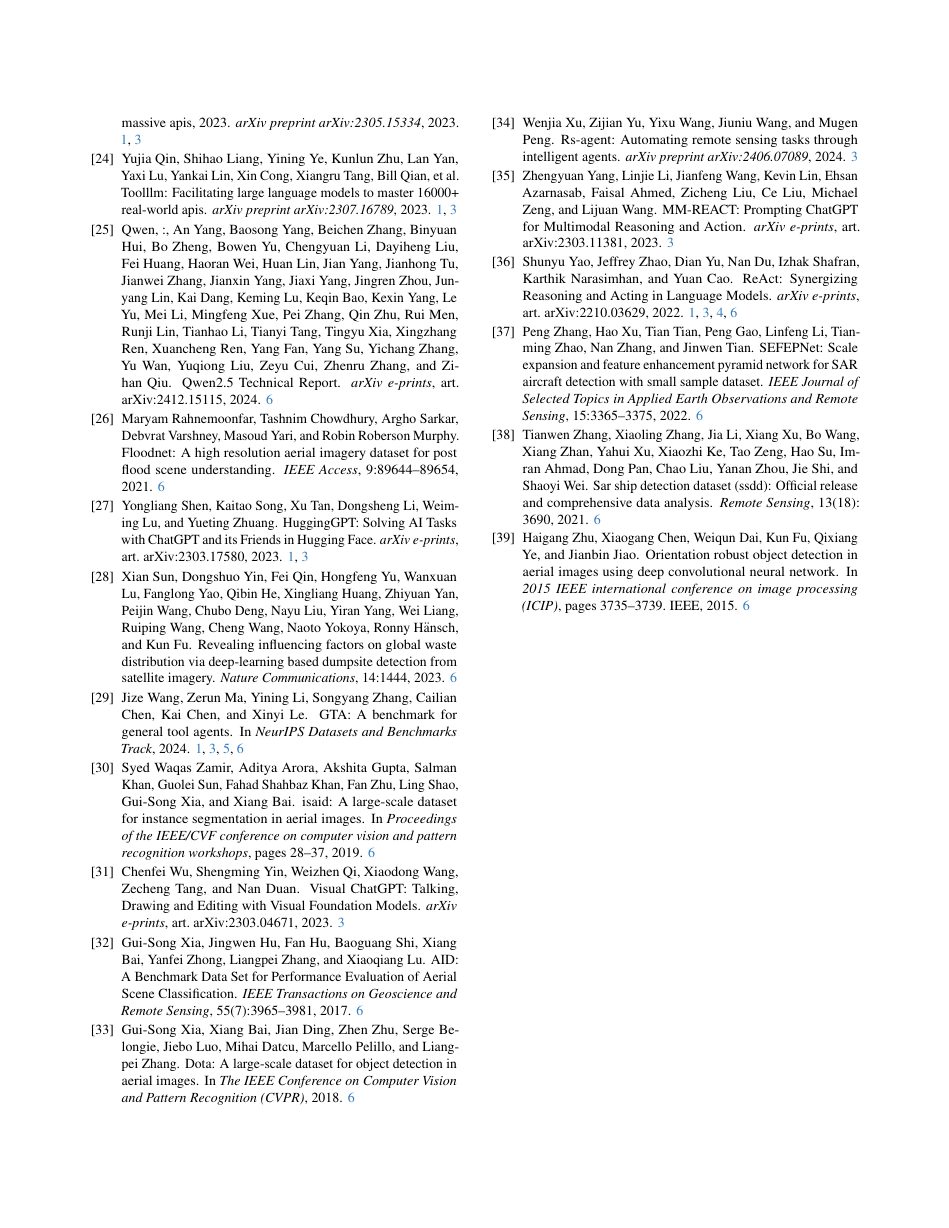 massive apis, 2023. arXiv preprint arXiv:2305.15334, 2023.
1, 3
[24] Yujia Qin, Shihao Liang, Yining Ye, Kunlun Zhu, Lan Yan,
Yaxi Lu, Yankai Lin, Xin Cong, Xiangru Tang, Bill Qian, et al.
Toolllm: Facilitating large language models to master 16000+
real-world apis. arXiv preprint arXiv:2307.16789, 2023. 1, 3
[25] Qwen, :, An Yang, Baosong Yang, Beichen Zhang, Binyuan
Hui, Bo Zheng, Bowen Yu, Chengyuan Li, Dayiheng Liu,
Fei Huang, Haoran Wei, Huan Lin, Jian Yang, Jianhong Tu,
Jianwei Zhang, Jianxin Yang, Jiaxi Yang, Jingren Zhou, Jun-
yang Lin, Kai Dang, Keming Lu, Keqin Bao, Kexin Yang, Le
Yu, Mei Li, Mingfeng Xue, Pei Zhang, Qin Zhu, Rui Men,
Runji Lin, Tianhao Li, Tianyi Tang, Tingyu Xia, Xingzhang
Ren, Xuancheng Ren, Yang Fan, Yang Su, Yichang Zhang,
Yu Wan, Yuqiong Liu, Zeyu Cui, Zhenru Zhang, and Zi-
han Qiu. Qwen2.5 Technical Report. arXiv e-prints, art.
arXiv:2412.15115, 2024. 6
[26] Maryam Rahnemoonfar, Tashnim Chowdhury, Argho Sarkar,
Debvrat Varshney, Masoud Yari, and Robin Roberson Murphy.
Floodnet: A high resolution aerial imagery dataset for post
flood scene understanding. IEEE Access, 9:89644–89654,
2021. 6
[27] Yongliang Shen, Kaitao Song, Xu Tan, Dongsheng Li, Weim-
ing Lu, and Yueting Zhuang. HuggingGPT: Solving AI Tasks
with ChatGPT and its Friends in Hugging Face. arXiv e-prints,
art. arXiv:2303.17580, 2023. 1, 3
[28] Xian Sun, Dongshuo Yin, Fei Qin, Hongfeng Yu, Wanxuan
Lu, Fanglong Yao, Qibin He, Xingliang Huang, Zhiyuan Yan,
Peijin Wang, Chubo Deng, Nayu Liu, Yiran Yang, Wei Liang,
Ruiping Wang, Cheng Wang, Naoto Yokoya, Ronny Hänsch,
and Kun Fu. Revealing influencing factors on global waste
distribution via deep-learning based dumpsite detection from
satellite imagery. Nature Communications, 14:1444, 2023. 6
[29] Jize Wang, Zerun Ma, Yining Li, Songyang Zhang, Cailian
Chen, Kai Chen, and Xinyi Le. GTA: A benchmark for
general tool agents. In NeurIPS Datasets and Benchmarks
Track, 2024. 1, 3, 5, 6
[30] Syed Waqas Zamir, Aditya Arora, Akshita Gupta, Salman
Khan, Guolei Sun, Fahad Shahbaz Khan, Fan Zhu, Ling Shao,
Gui-Song Xia, and Xiang Bai. isaid: A large-scale dataset
for instance segmentation in aerial images. In Proceedings
of the IEEE/CVF conference on computer vision and pattern
recognition workshops, pages 28–37, 2019. 6
[31] Chenfei Wu, Shengming Yin, Weizhen Qi, Xiaodong Wang,
Zecheng Tang, and Nan Duan. Visual ChatGPT: Talking,
Drawing and Editing with Visual Foundation Models. arXiv
e-prints, art. arXiv:2303.04671, 2023. 3
[32] Gui-Song Xia, Jingwen Hu, Fan Hu, Baoguang Shi, Xiang
Bai, Yanfei Zhong, Liangpei Zhang, and Xiaoqiang Lu. AID:
A Benchmark Data Set for Performance Evaluation of Aerial
Scene Classification. IEEE Transactions on Geoscience and
Remote Sensing, 55(7):3965–3981, 2017. 6
[33] Gui-Song Xia, Xiang Bai, Jian Ding, Zhen Zhu, Serge Be-
longie, Jiebo Luo, Mihai Datcu, Marcello Pelillo, and Liang-
pei Zhang. Dota: A large-scale dataset for object detection in
aerial images. In The IEEE Conference on Computer Vision
and Pattern Recognition (CVPR), 2018. 6
[34] Wenjia Xu, Zijian Yu, Yixu Wang, Jiuniu Wang, and Mugen
Peng. Rs-agent: Automating remote sensing tasks through
intelligent agents. arXiv preprint arXiv:2406.07089, 2024. 3
[35] Zhengyuan Yang, Linjie Li, Jianfeng Wang, Kevin Lin, Ehsan
Azarnasab, Faisal Ahmed, Zicheng Liu, Ce Liu, Michael
Zeng, and Lijuan Wang. MM-REACT: Prompting ChatGPT
for Multimodal Reasoning and Action. arXiv e-prints, art.
arXiv:2303.11381, 2023. 3
[36] Shunyu Yao, Jeffrey Zhao, Dian Yu, Nan Du, Izhak Shafran,
Karthik Narasimhan, and Yuan Cao. ReAct: Synergizing
Reasoning and Acting in Language Models. arXiv e-prints,
art. arXiv:2210.03629, 2022. 1, 3, 4, 6
[37] Peng Zhang, Hao Xu, Tian Tian, Peng Gao, Linfeng Li, Tian-
ming Zhao, Nan Zhang, and Jinwen Tian. SEFEPNet: Scale
expansion and feature enhancement pyramid network for SAR
aircraft detection with small sample dataset. IEEE Journal of
Selected Topics in Applied Earth Observations and Remote
Sensing, 15:3365–3375, 2022. 6
[38] Tianwen Zhang, Xiaoling Zhang, Jia Li, Xiang Xu, Bo Wang,
Xiang Zhan, Yahui Xu, Xiaozhi Ke, Tao Zeng, Hao Su, Im-
ran Ahmad, Dong Pan, Chao Liu, Yanan Zhou, Jie Shi, and
Shaoyi Wei. Sar ship detection dataset (ssdd): Official release
and comprehensive data analysis. Remote Sensing, 13(18):
3690, 2021. 6
[39] Haigang Zhu, Xiaogang Chen, Weiqun Dai, Kun Fu, Qixiang
Ye, and Jianbin Jiao. Orientation robust object detection in
aerial images using deep convolutional neural network. In
2015 IEEE international conference on image processing
(ICIP), pages 3735–3739. IEEE, 2015. 6